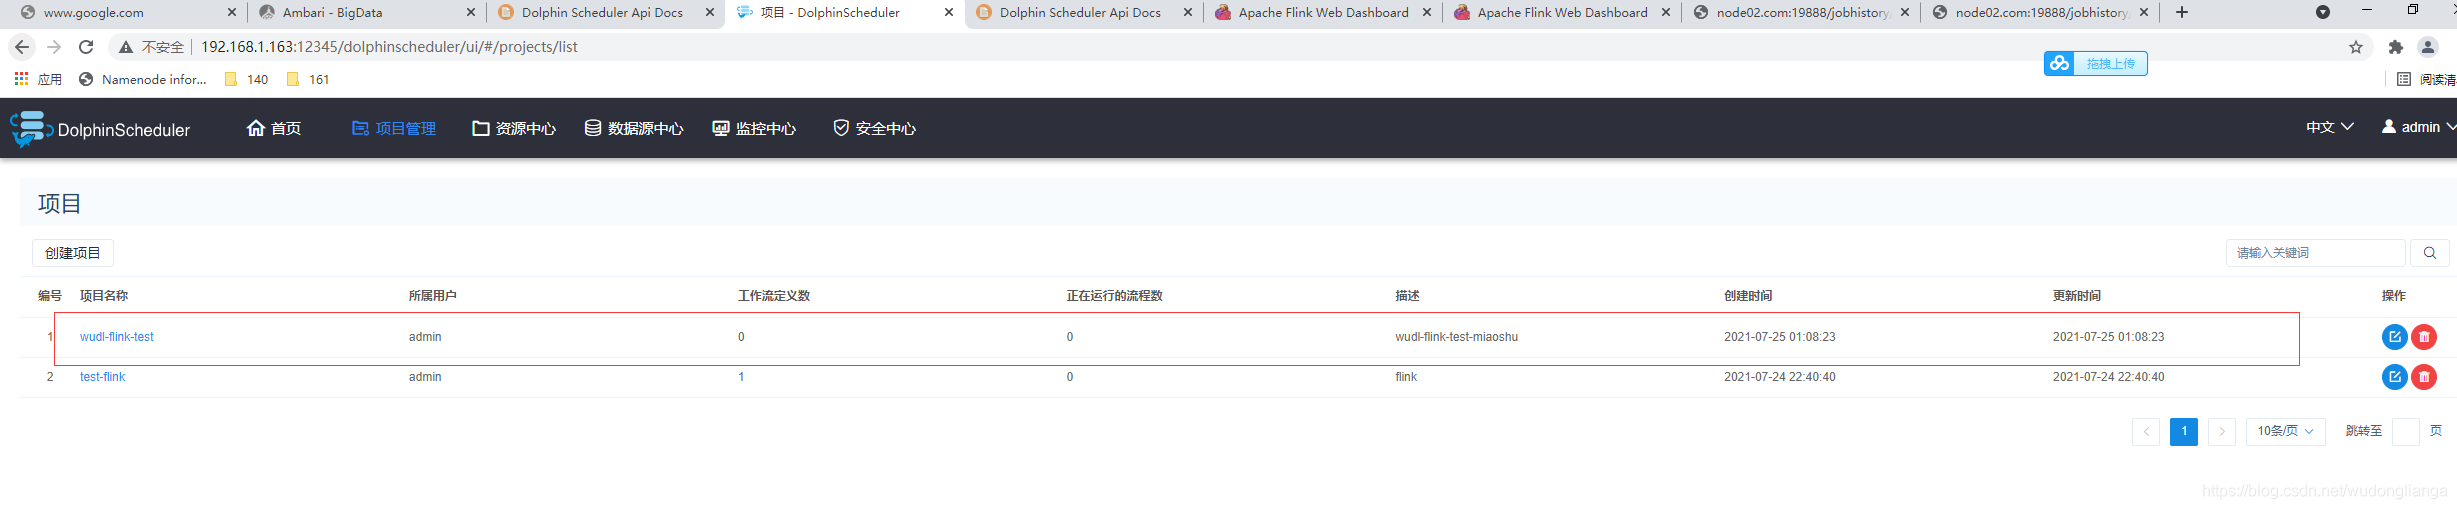 www.google.com Ambari - BigData Dolphin Scheduler Api Docs 项目 - DolphinScheduler Dolphin Scheduler Api Docs Apache Flink Web Dashboard Apache Flink Web Dashboard node02.com:19888/jobhistory node02.com:19888/jobhistory
不安全 192.168.1.163:12345/dolphinscheduler/ui/#/projects/list
拖拽上传
应用 Namenode infor... 140 161 阅读清
DolphinScheduler 首页 项目管理 资源中心 数据源中心 监控中心 安全中心 中文 admin
项目
创建项目 请输入关键词
编号 项目名称 所属用户 工作流定义数 正在运行的流程数 描述 创建时间 更新时间 操作
1 wudl-flink-test admin 0 0 wudl-flink-test-miaoshu 2021-07-25 01:08:23 2021-07-25 01:08:23
2 test-flink admin 1 0 flink 2021-07-24 22:40:40 2021-07-24 22:40:40
1 10条/页 跳转至 页
https://blog.csdn.net/wudonglianga